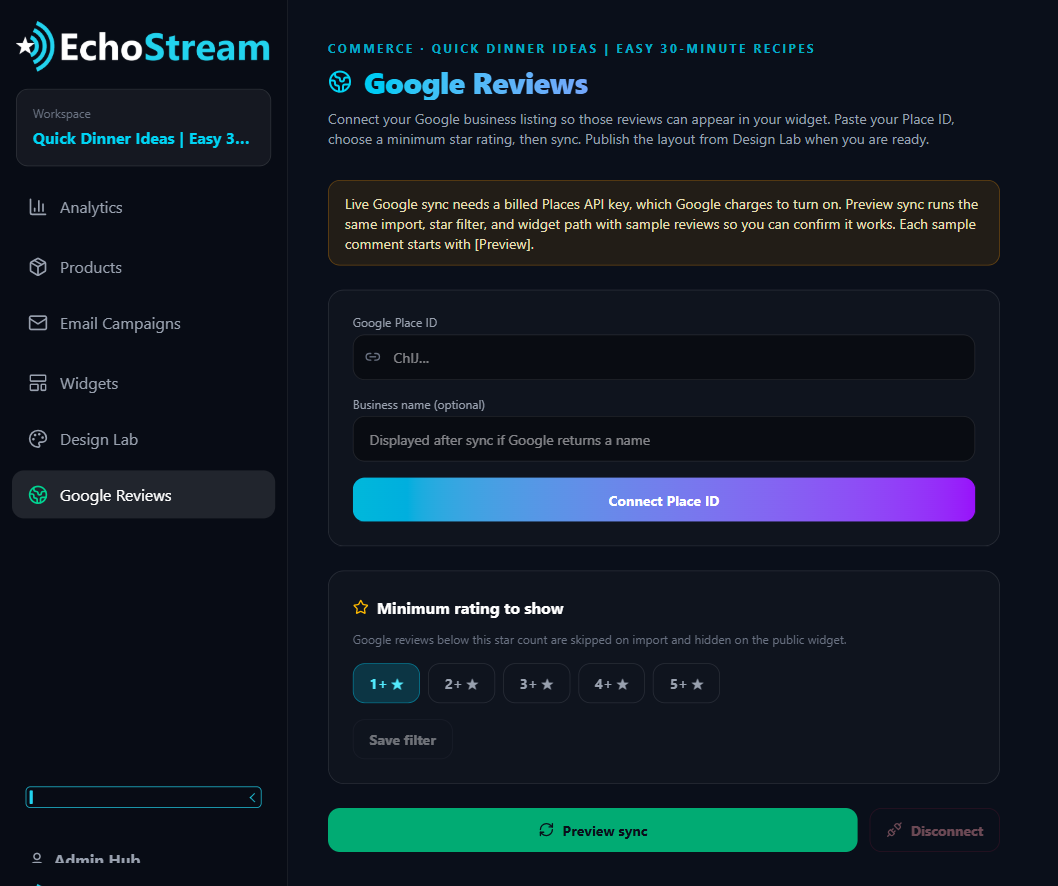 EchoStream
Workspace
Quick Dinner Ideas | Easy 3...
Analytics
Products
Email Campaigns
Widgets
Design Lab
Google Reviews
Admin Hub
COMMERCE · QUICK DINNER IDEAS | EASY 30-MINUTE RECIPES
Google Reviews
Connect your Google business listing so those reviews can appear in your widget. Paste your Place ID,
choose a minimum star rating, then sync. Publish the layout from Design Lab when you are ready.
Live Google sync needs a billed Places API key, which Google charges to turn on. Preview sync runs the
same import, star filter, and widget path with sample reviews so you can confirm it works. Each sample
comment starts with [Preview].
Google Place ID
ChIJ...
Business name (optional)
Displayed after sync if Google returns a name
Connect Place ID
Minimum rating to show
Google reviews below this star count are skipped on import and hidden on the public widget.
1+ ★ 2+ ★ 3+ ★ 4+ ★ 5+ ★
Save filter
Preview sync Disconnect